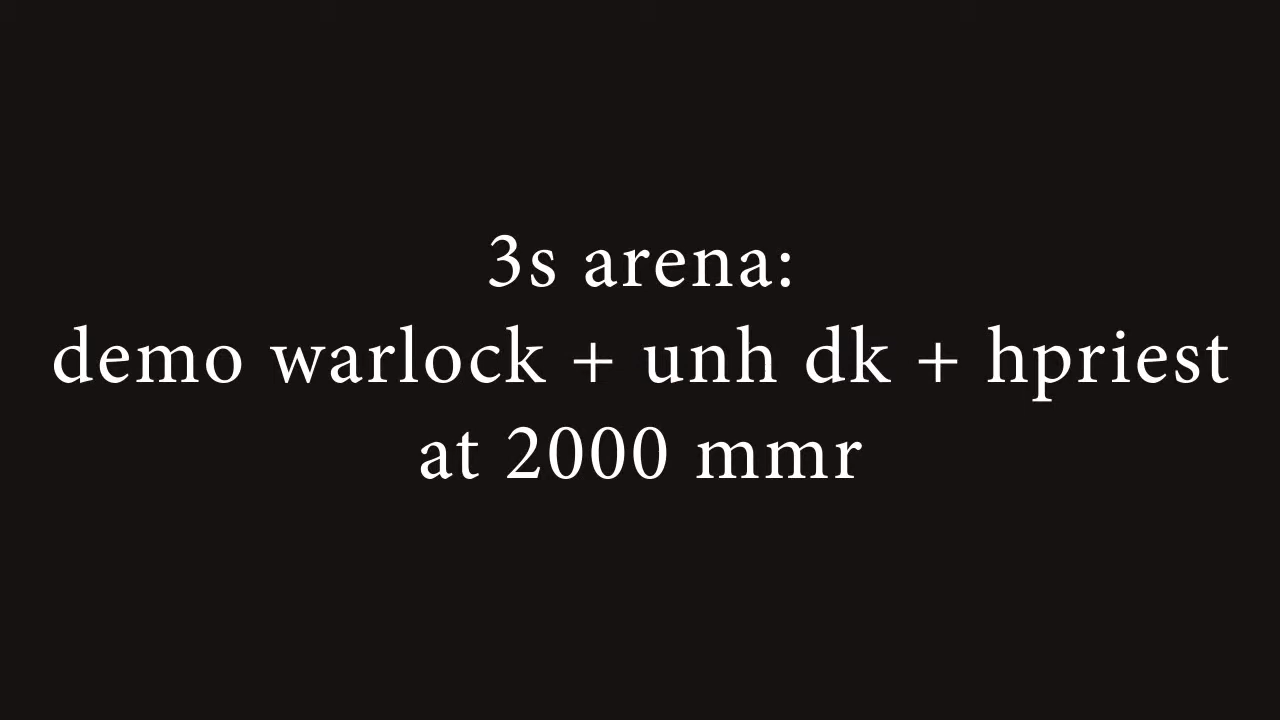 3s arena:
demo warlock + unh dk + hpriest
at 2000 mmr